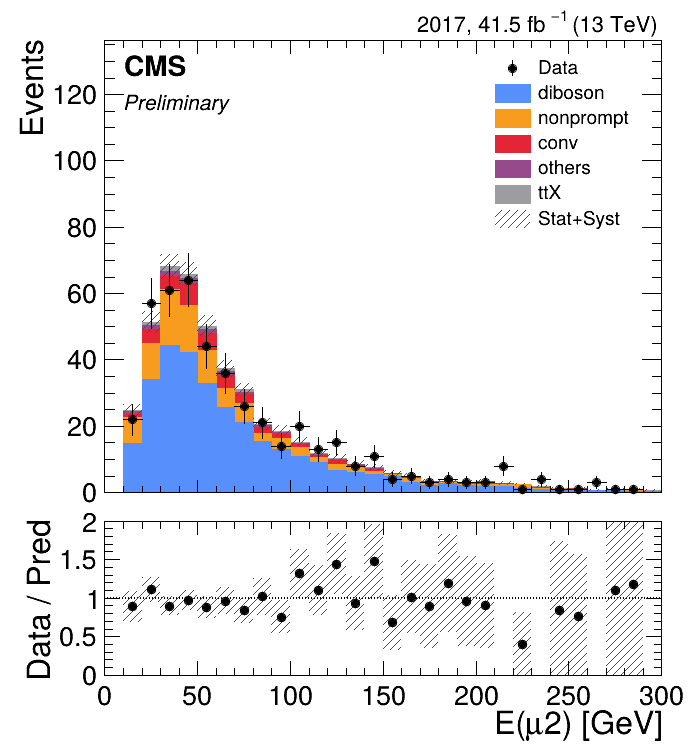 2017, 41.5 fb⁻¹ (13 TeV)
CMS
Preliminary
Events
Data
diboson
nonprompt
conv
others
ttX
Stat+Syst
120
100
80
60
40
20
0
Data / Pred
2
1.5
1
0.5
0
0 50 100 150 200 250 300
E(μ2) [GeV]